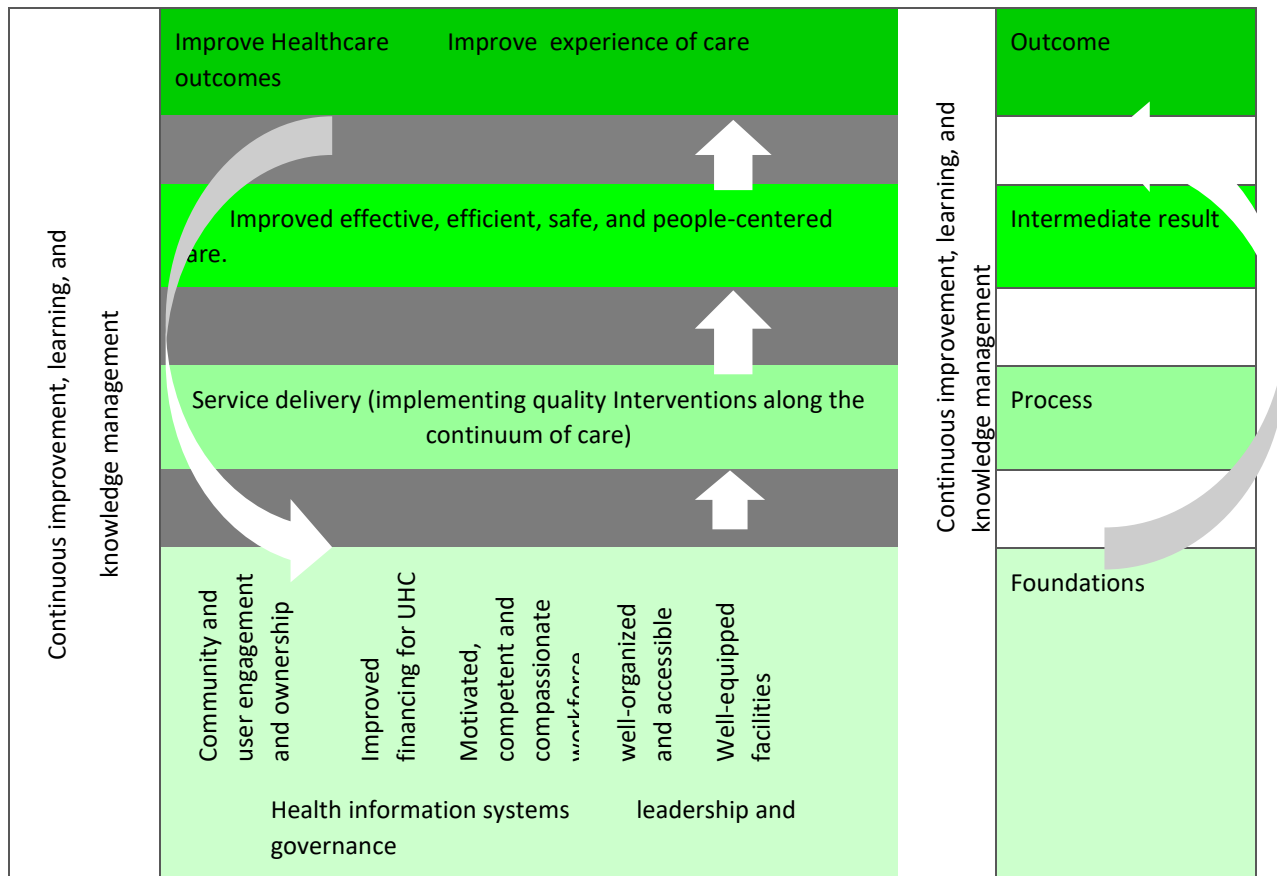 Continuous improvement, learning, and
knowledge management
Improve Healthcare Improve experience of care
outcomes
Improved effective, efficient, safe, and people-centered
are.
Service delivery (implementing quality Interventions along the
continuum of care)
Community and
user engagement
and ownership
Improved
financing for UHC
Motivated,
competent and
compassionate
workforce
well-organized
and accessible
Well-equipped
facilities
Health information systems leadership and
governance
Continuous improvement, learning, and
knowledge management
Outcome
Intermediate result
Process
Foundations